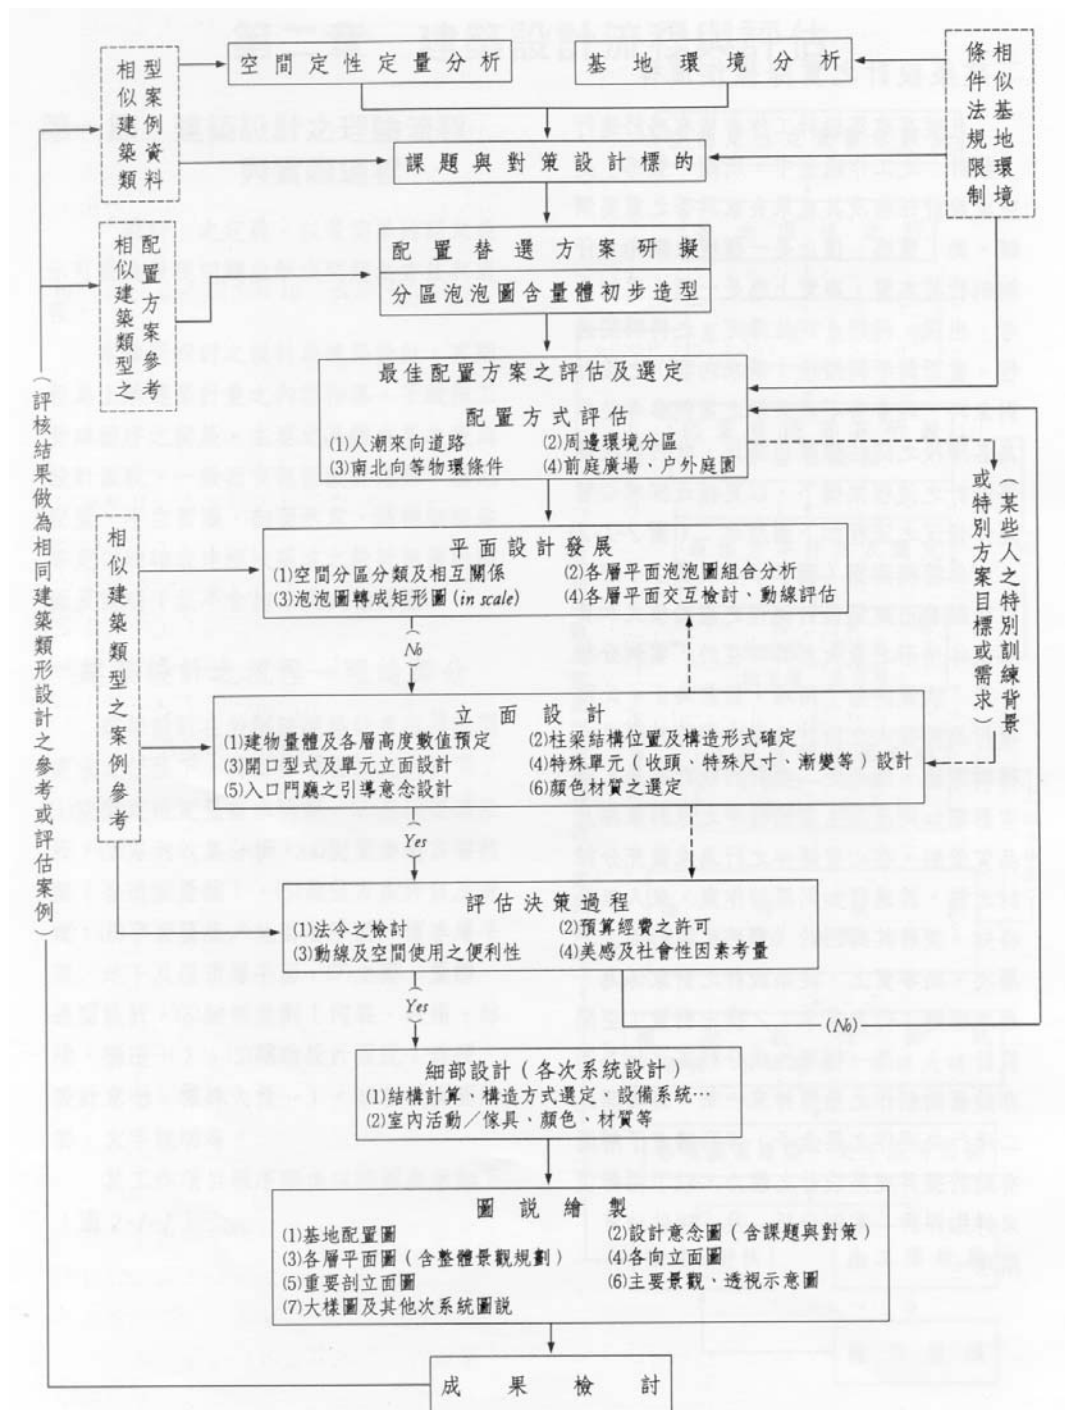 空間定性定量分析
基地環境分析
相似建築類型案例資料
相似基地環境條件法規限制
課題與對策設計標的
相似建築類型之配置方案參考
配置替選方案研擬
分區泡泡圖含量體初步造型
最佳配置方案之評估及選定
配置方式評估
(1)人潮來向道路
(2)周邊環境分區
(3)南北向等物環條件
(4)前庭廣場、户外庭園
(評核結果做為相同建築類形設計之參考或評估案例)
(某些人之特別訓練背景或特別方案目標或需求)
相似建築類型之案例參考
平面設計發展
(1)空間分區分類及相互關係
(2)各層平面泡泡圖組合分析
(3)泡泡圖轉成矩形圖(in scale)
(4)各層平面交互檢討、動線評估
(No)
立面設計
(1)建物量體及各層高度數值預定
(2)柱梁結構位置及構造形式確定
(3)開口型式及單元立面設計
(4)特殊單元(收頭、特殊尺寸、漸變等)設計
(5)入口門廳之引導意念設計
(6)顏色材質之選定
(Yes)
評估決策過程
(1)法令之檢討
(2)預算經費之許可
(3)動線及空間使用之便利性
(4)美感及社會性因素考量
(Yes)
(No)
細部設計(各次系統設計)
(1)結構計算、構造方式選定、設備系統…
(2)室內活動/傢具、顏色、材質等
圖說繪製
(1)基地配置圖
(2)設計意念圖(含課題與對策)
(3)各層平面圖(含整體景觀規劃)
(4)各向立面圖
(5)重要剖立面圖
(6)主要景觀、透視示意圖
(7)大樣圖及其他次系統圖說
成果檢討